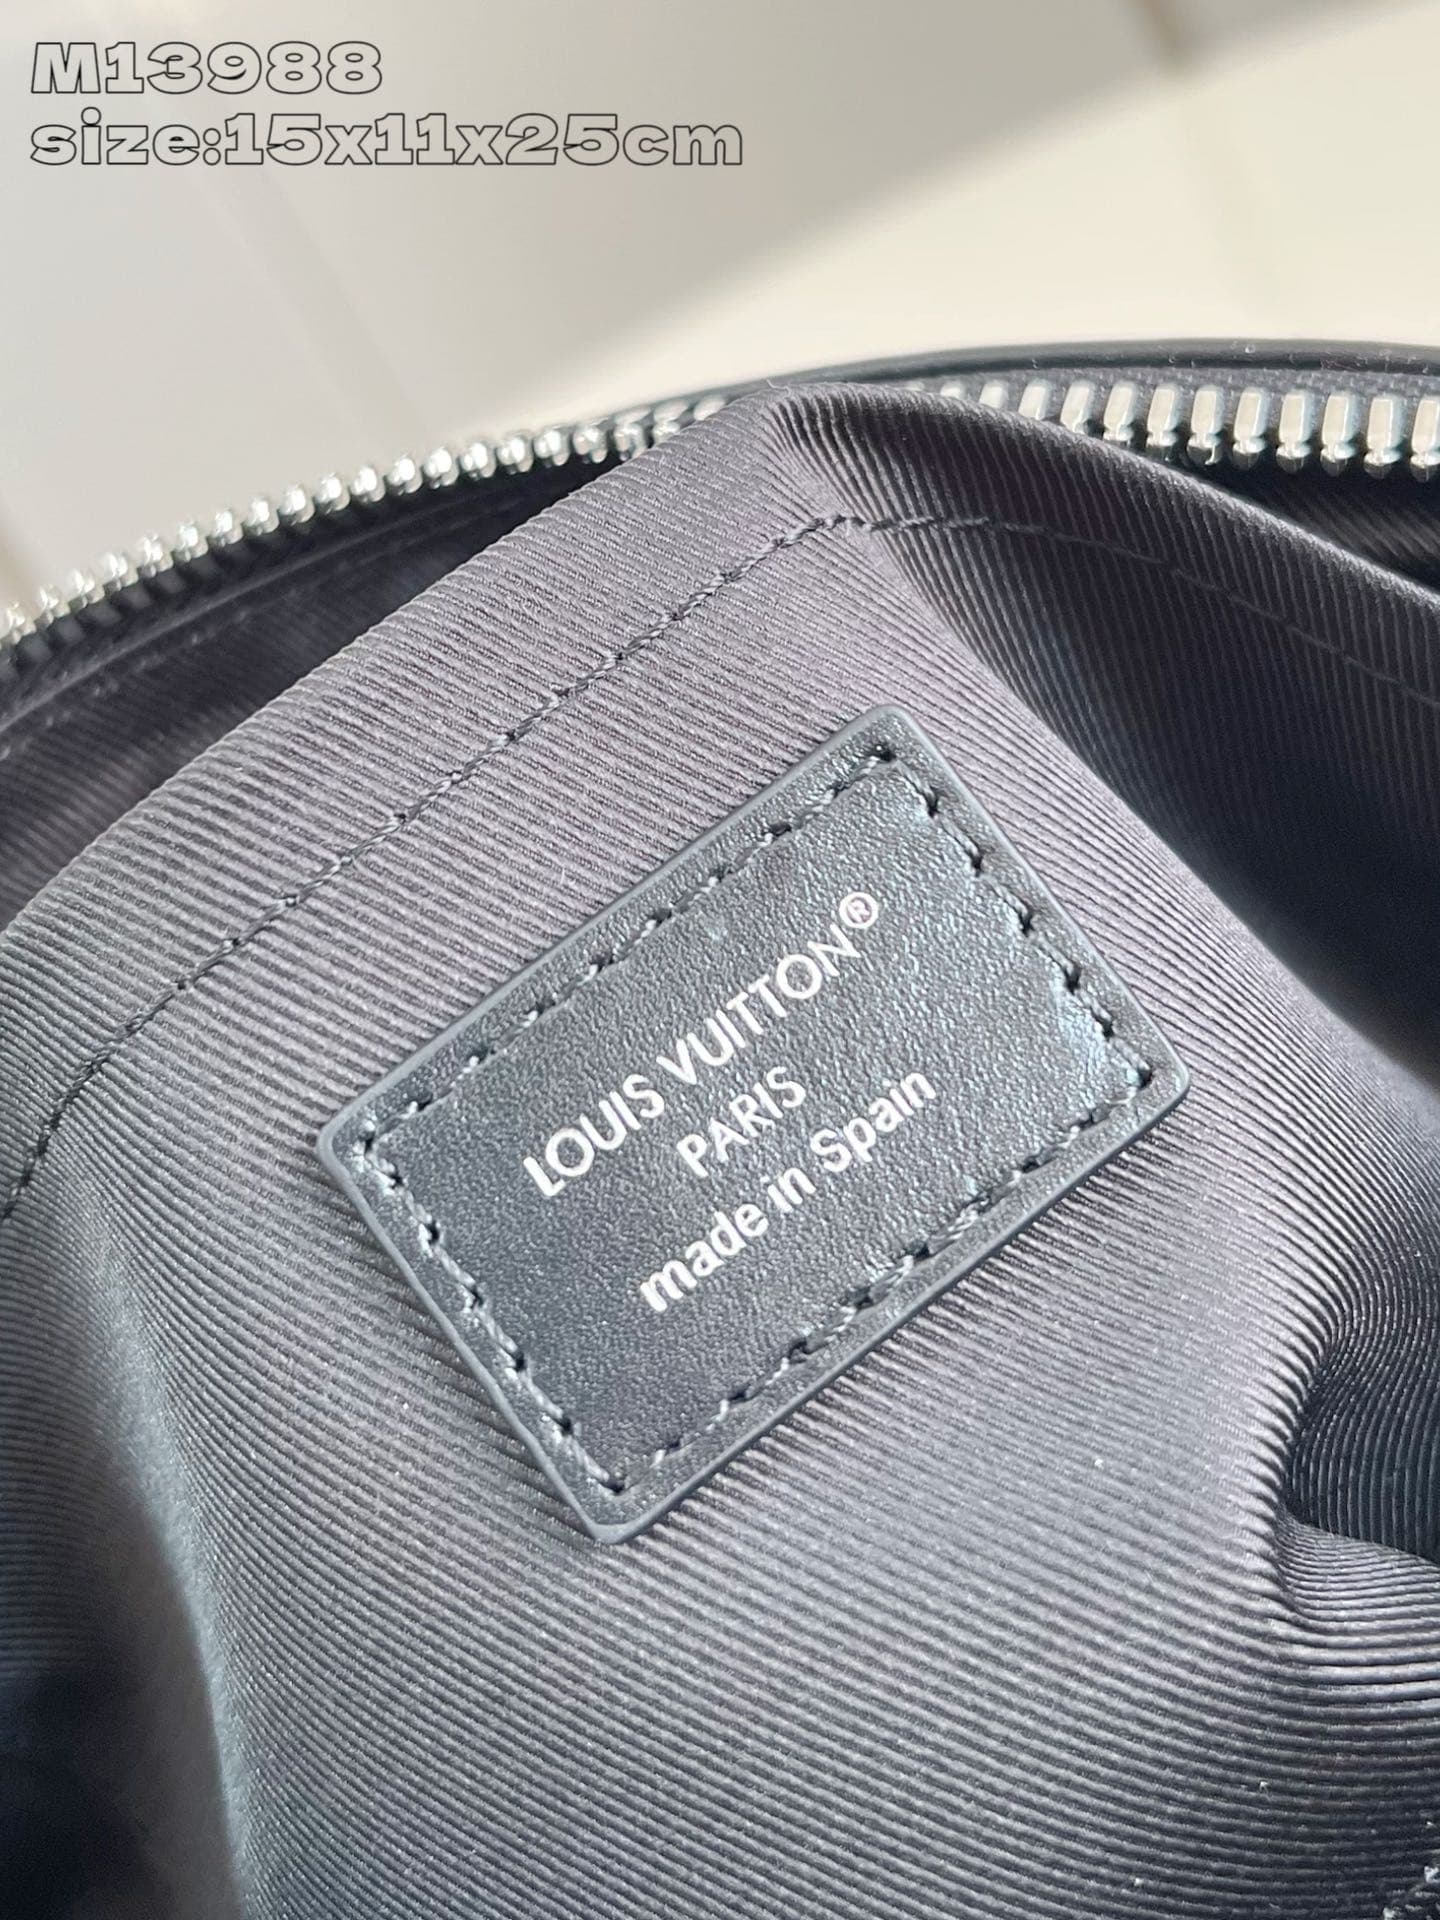 M13988
size:15x11x25cm
LOUIS VUITTON®
PARIS
made in Spain